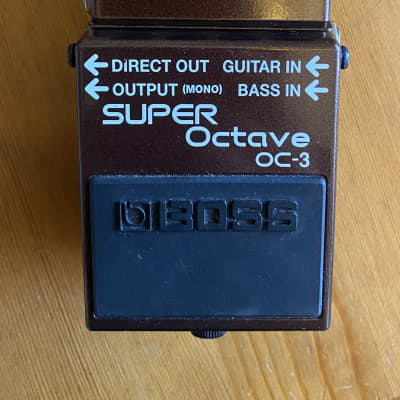 ← DiRECT OUT GUITAR IN ←
← OUTPUT (MONO) BASS IN ←
SUPER
Octave
OC-3
BOSS